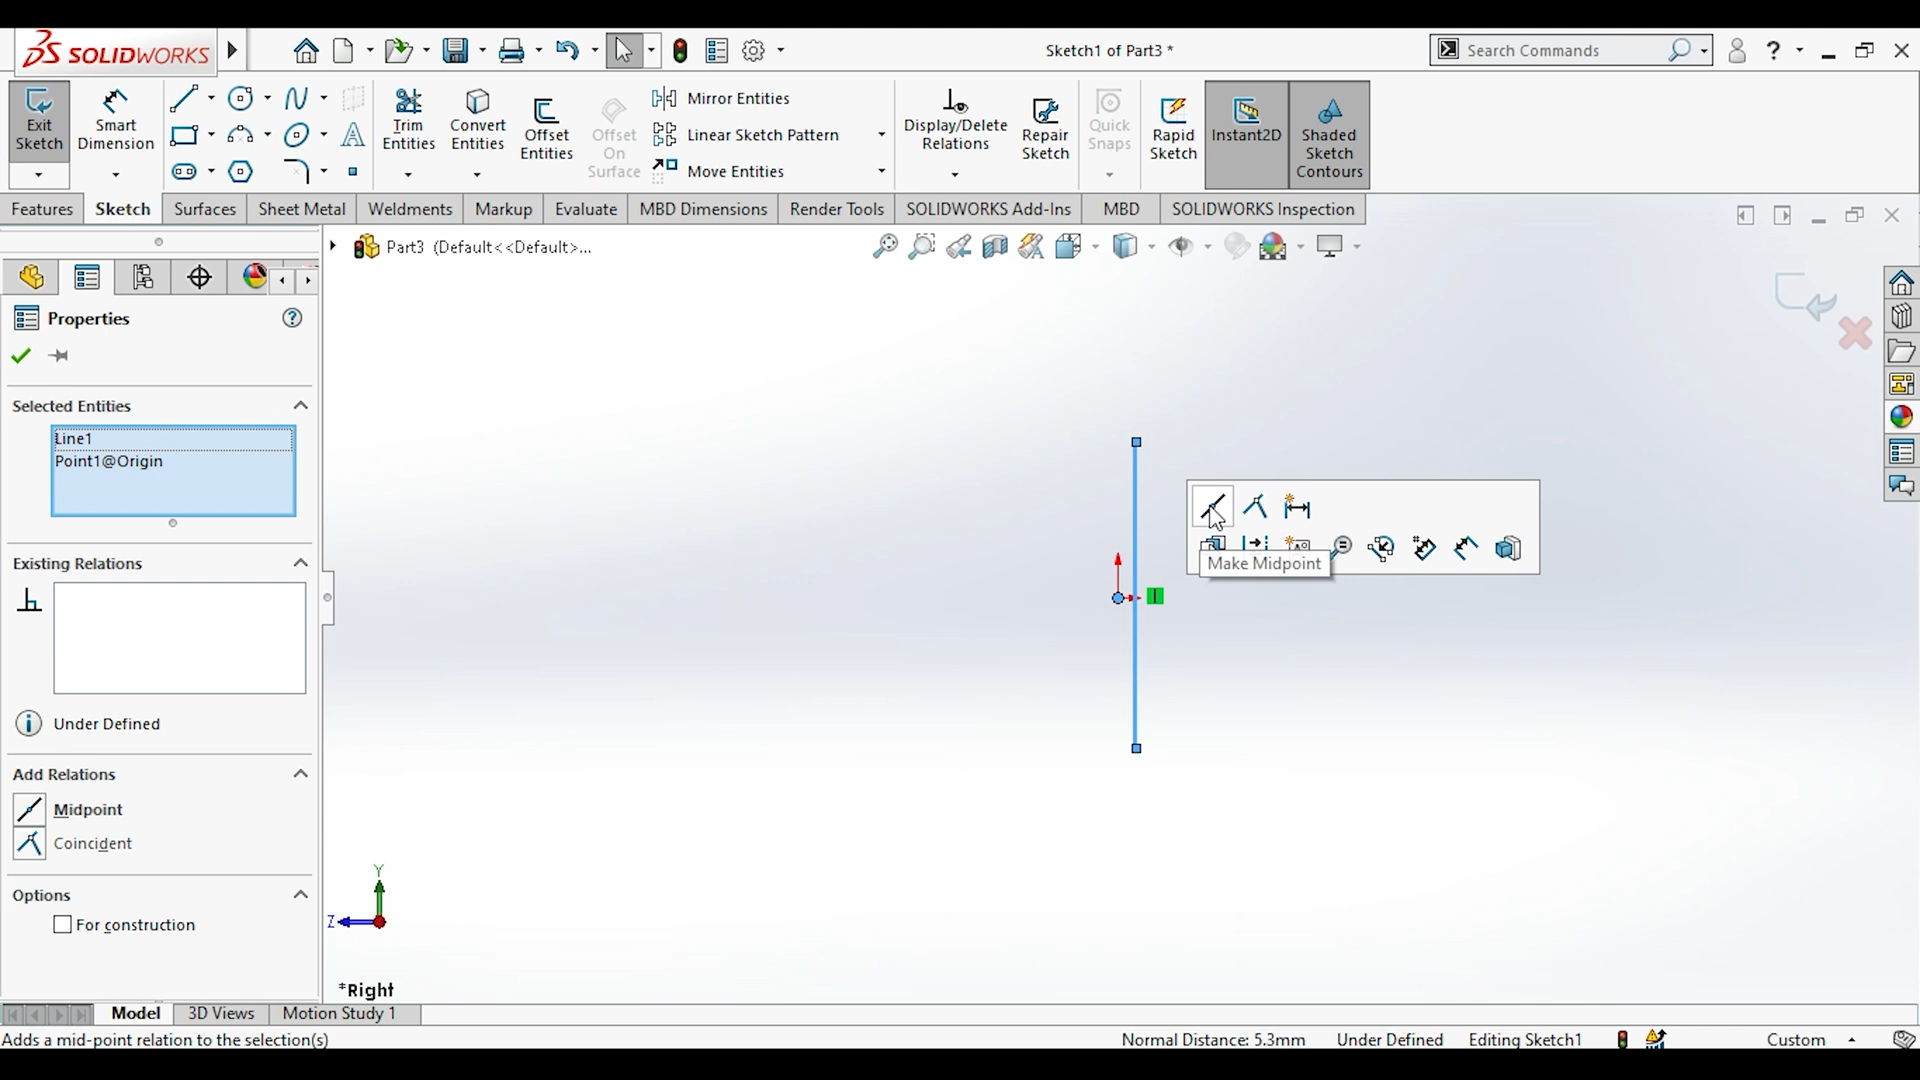 SOLIDWORKS
Sketch1 of Part3 *
Search Commands
?
Exit Sketch
Smart Dimension
Trim Entities
Convert Entities
Offset Entities
Offset On Surface
Mirror Entities
Linear Sketch Pattern
Move Entities
Display/Delete Relations
Repair Sketch
Quick Snaps
Rapid Sketch
Instant2D
Shaded Sketch Contours
Features
Sketch
Surfaces
Sheet Metal
Weldments
Markup
Evaluate
MBD Dimensions
Render Tools
SOLIDWORKS Add-Ins
MBD
SOLIDWORKS Inspection
Part3 (Default<<Default>...
Properties
?
Selected Entities
Line1
Point1@Origin
Existing Relations
Under Defined
Add Relations
Midpoint
Coincident
Options
For construction
Make Midpoint
Y
Z
*Right
Model
3D Views
Motion Study 1
Adds a mid-point relation to the selection(s)
Normal Distance: 5.3mm
Under Defined
Editing Sketch1
Custom